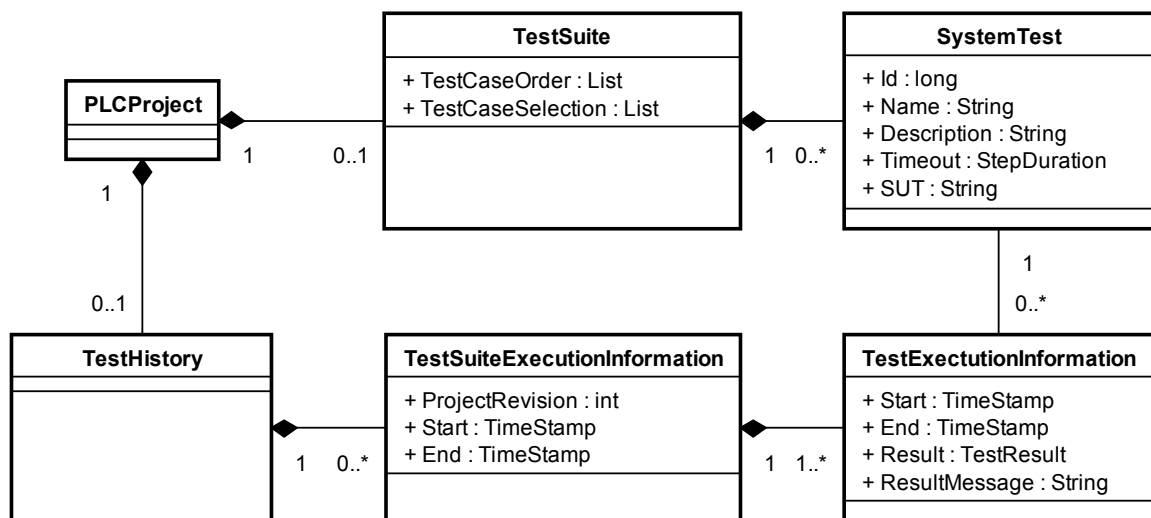 TestSuite
+ TestCaseOrder : List
+ TestCaseSelection : List
SystemTest
+ Id : long
+ Name : String
+ Description : String
+ Timeout : StepDuration
+ SUT : String
PLCProject
1
0..1
1
0..*
1
0..1
1
0..*
TestHistory
TestSuiteExecutionInformation
+ ProjectRevision : int
+ Start : TimeStamp
+ End : TimeStamp
TestExectutionInformation
+ Start : TimeStamp
+ End : TimeStamp
+ Result : TestResult
+ ResultMessage : String
1
0..*
1
1..*